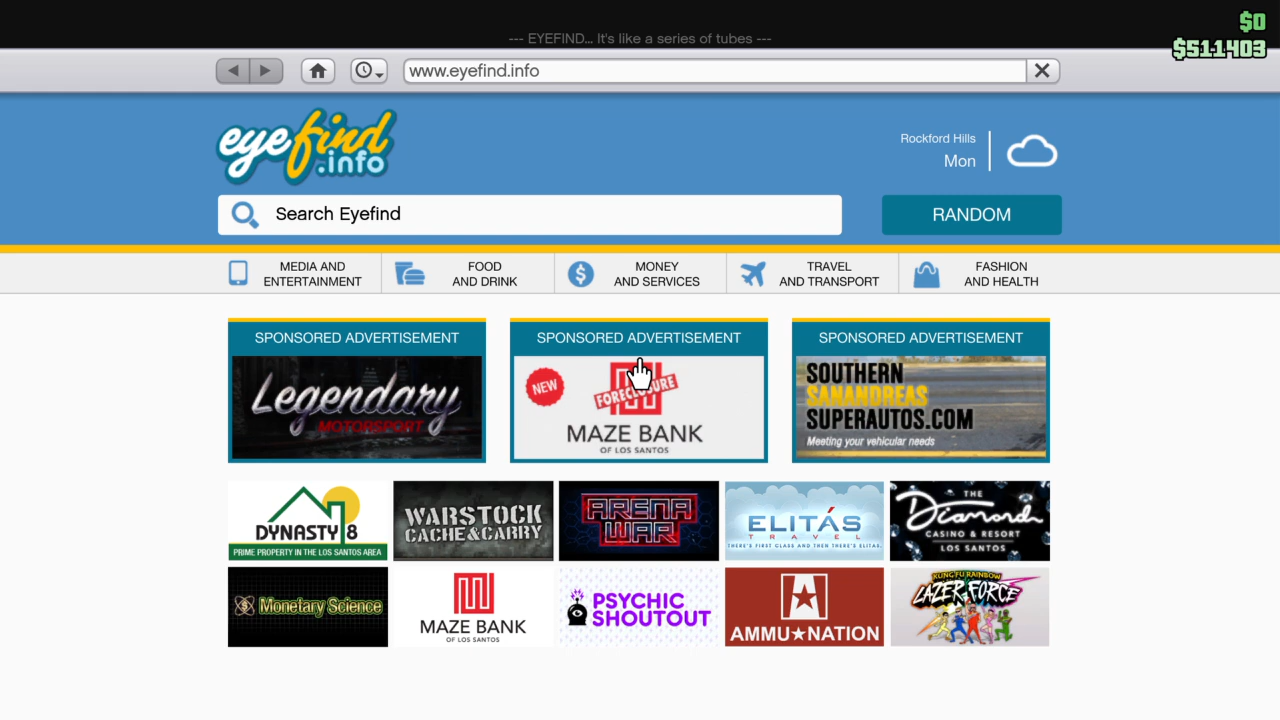 $0
--- EYEFIND... It's like a series of tubes ---
$511403
www.eyefind.info
eyefind
.info
Rockford Hills
Mon
Search Eyefind
RANDOM
MEDIA AND
ENTERTAINMENT
FOOD
AND DRINK
MONEY
AND SERVICES
TRAVEL
AND TRANSPORT
FASHION
AND HEALTH
SPONSORED ADVERTISEMENT
Legendary
MOTORSPORT
SPONSORED ADVERTISEMENT
NEW
FORECLOSURE
MAZE BANK
OF LOS SANTOS
SPONSORED ADVERTISEMENT
SOUTHERN
SANANDREAS
SUPERAUTOS.COM
Meeting your vehicular needs
DYNASTY 8
PRIME PROPERTY IN THE LOS SANTOS AREA
WARSTOCK
CACHE&CARRY
ARENA
WAR
ELITÁS
TRAVEL
THERE'S FIRST CLASS AND THEN THERE'S ELITAS.
THE
Diamond
CASINO & RESORT
LOS SANTOS
Monetary Science
MAZE BANK
OF LOS SANTOS
PSYCHIC
SHOUTOUT
AMMU★NATION
KUNG FU RAINBOW
LAZER FORCE